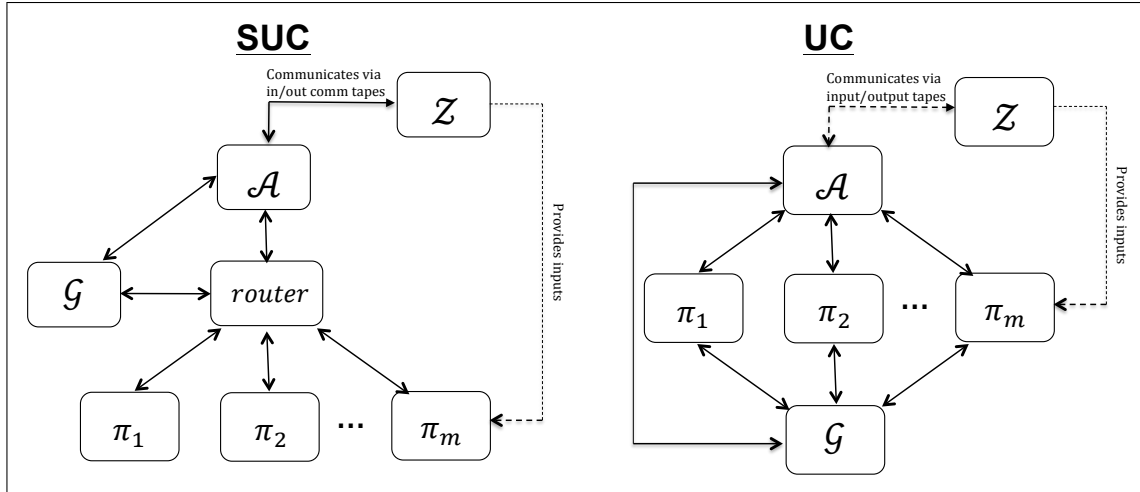 SUC
Communicates via
in/out comm tapes
𝒵
𝒜
Provides inputs
𝒢
router
π₁
π₂
...
πₘ
UC
Communicates via
input/output tapes
𝒵
𝒜
Provides inputs
π₁
π₂
...
πₘ
𝒢